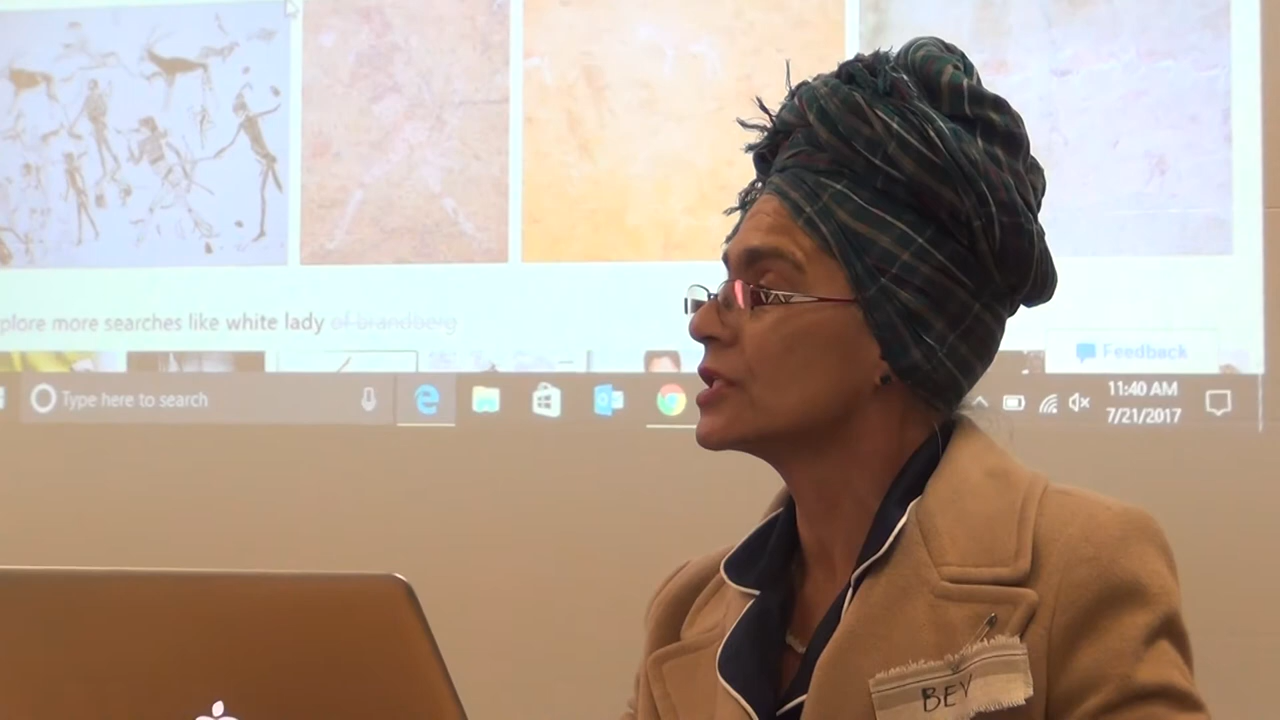 plore more searches like white lady of brandberg
Feedback
Type here to search
11:40 AM
7/21/2017
BEV